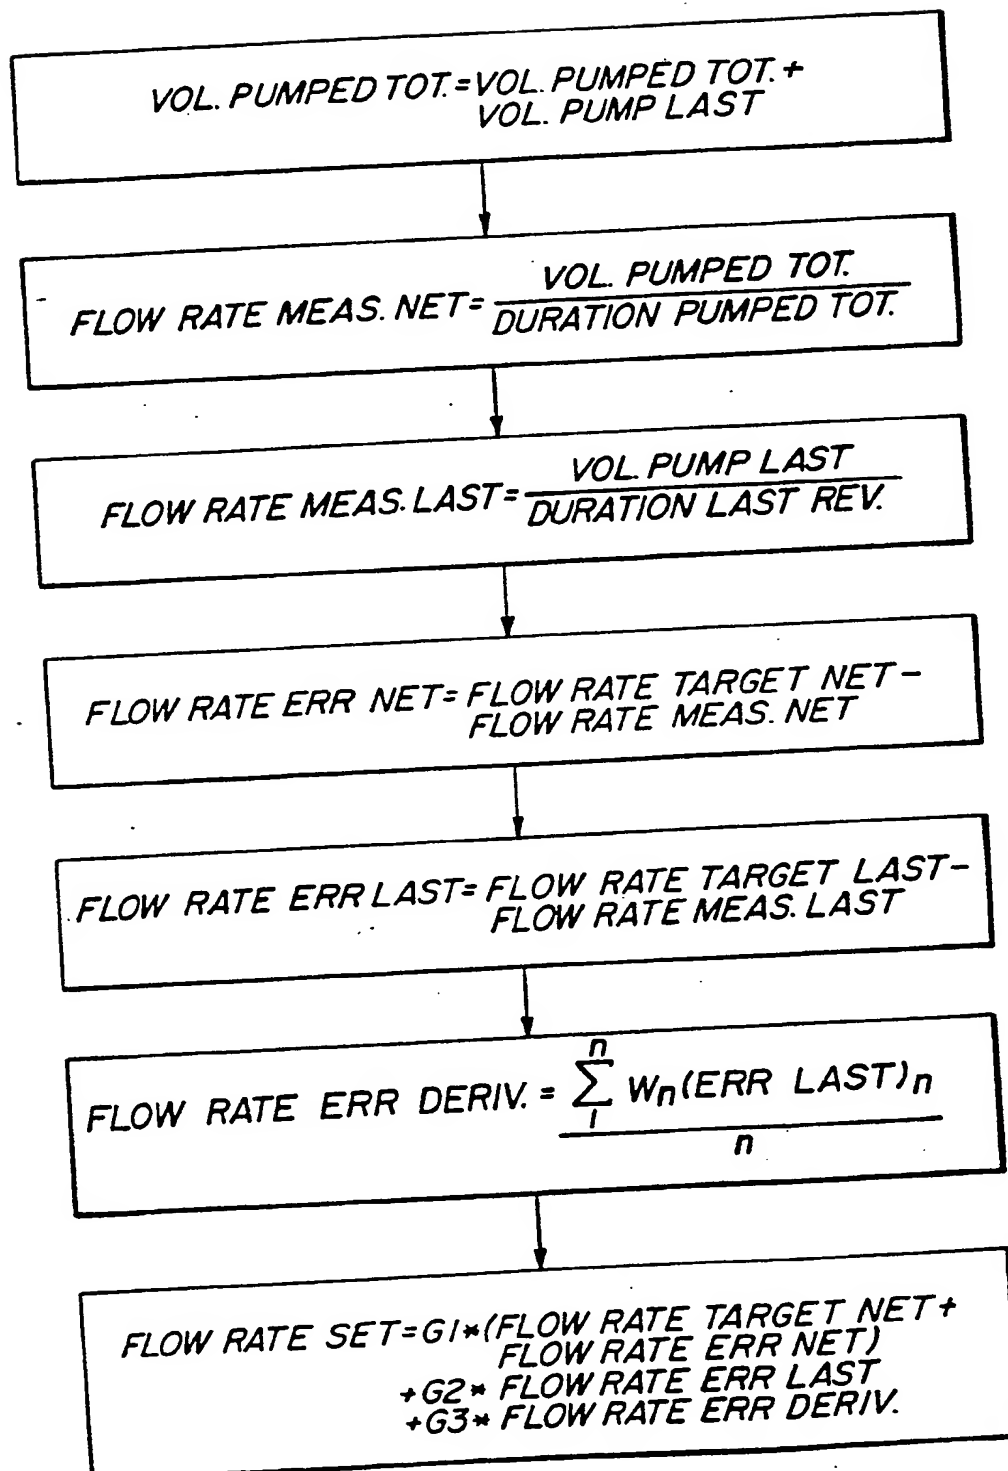 VOL. PUMPED TOT.=VOL. PUMPED TOT.+
VOL. PUMP LAST
FLOW RATE MEAS. NET= VOL. PUMPED TOT.
DURATION PUMPED TOT.
FLOW RATE MEAS. LAST= VOL. PUMP LAST
DURATION LAST REV.
FLOW RATE ERR NET= FLOW RATE TARGET NET–
FLOW RATE MEAS. NET
FLOW RATE ERR LAST= FLOW RATE TARGET LAST–
FLOW RATE MEAS. LAST
n
FLOW RATE ERR DERIV. = ∑ Wn(ERR LAST)n
1
n
FLOW RATE SET=G1*(FLOW RATE TARGET NET+
FLOW RATE ERR NET)
+G2* FLOW RATE ERR LAST
+G3* FLOW RATE ERR DERIV.